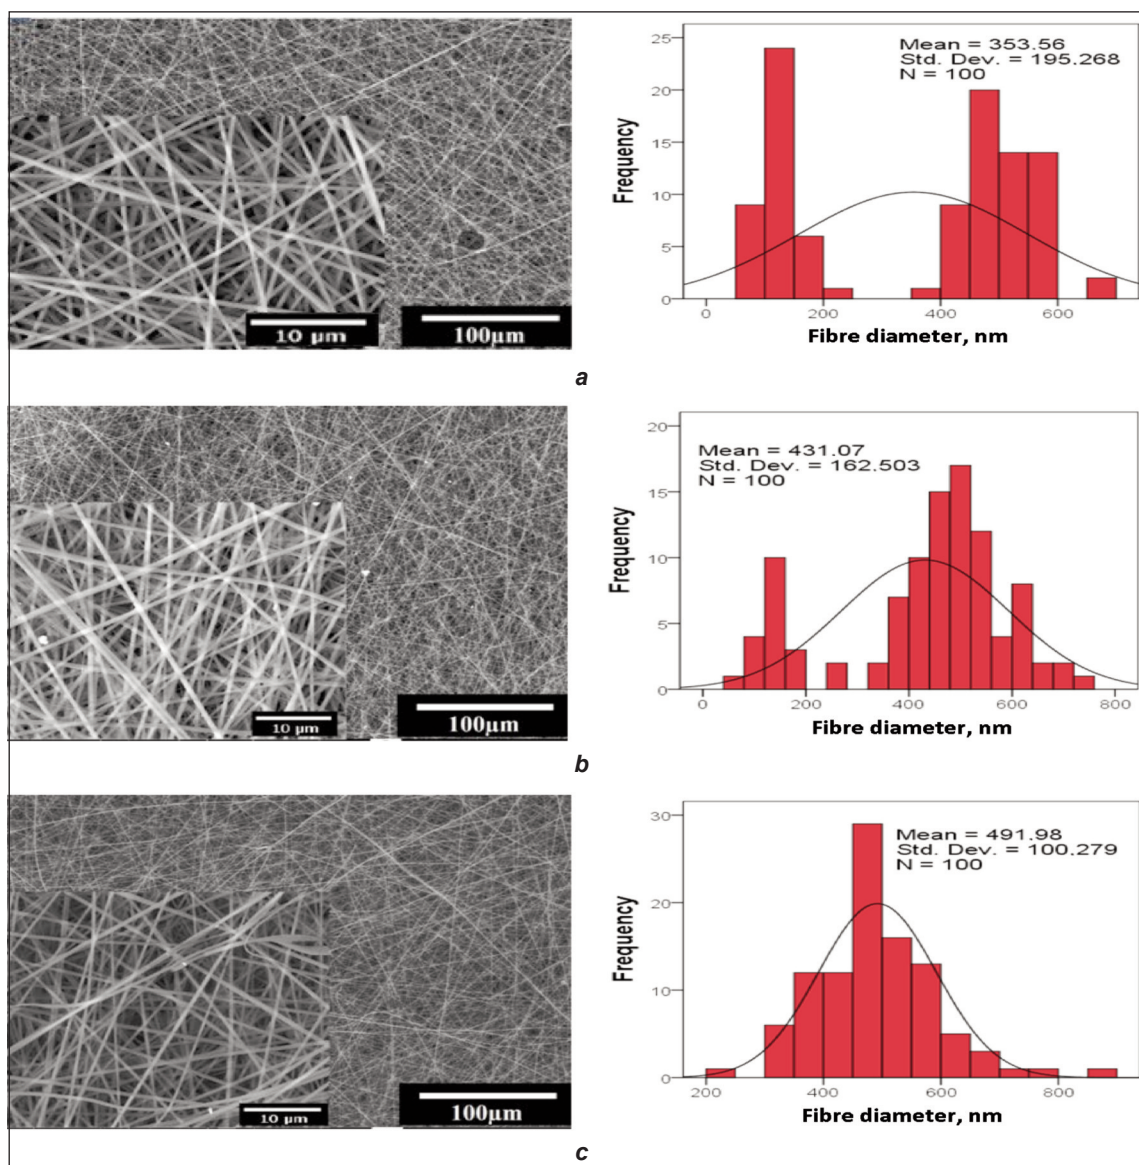 25
20
15
10
5
0
Frequency
Mean = 353.56
Std. Dev. = 195.268
N = 100
0 200 400 600
Fibre diameter, nm
10 µm
100µm
a
20
15
10
5
0
Frequency
Mean = 431.07
Std. Dev. = 162.503
N = 100
0 200 400 600 800
Fibre diameter, nm
10 µm
100µm
b
30
20
10
0
Frequency
Mean = 491.98
Std. Dev. = 100.279
N = 100
200 400 600 800
Fibre diameter, nm
10 µm
100µm
c